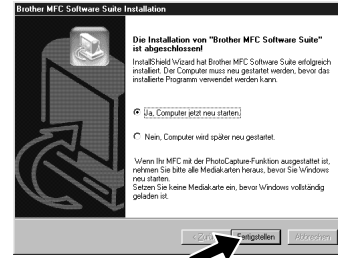 Brother MFC Software Suite Installation
Die Installation von "Brother MFC Software Suite"
ist abgeschlossen!
InstallShield Wizard hat Brother MFC Software Suite erfolgreich
installiert. Der Computer muss neu gestartet werden, bevor das
installierte Programm verwendet werden kann.
Ja, Computer jetzt neu starten.
Nein, Computer wird später neu gestartet.
Wenn Ihr MFC mit der PhotoCapture-Funktion ausgestattet ist,
nehmen Sie bitte alle Mediakarten heraus, bevor Sie Windows
neu starten.
Setzen Sie keine Mediakarte ein, bevor Windows vollständig
geladen ist.
Fertigstellen
Abbrechen